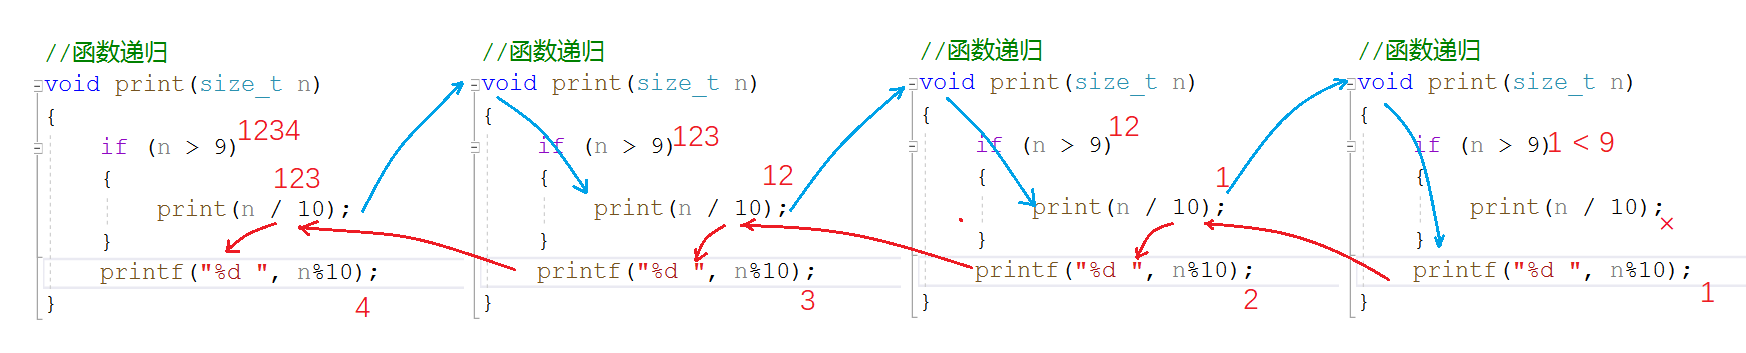 //函数递归
void print(size_t n)
{
if (n > 9)1234
{
123
print(n / 10);
}
printf("%d ", n%10);
4
}
//函数递归
void print(size_t n)
{
if (n > 9)123
{
12
print(n / 10);
}
printf("%d ", n%10);
3
}
//函数递归
void print(size_t n)
{
if (n > 9)12
{
1
print(n / 10);
}
printf("%d ", n%10);
2
}
//函数递归
void print(size_t n)
{
if (n > 9)1 < 9
{
print(n / 10);
×
}
printf("%d ", n%10);
1
}